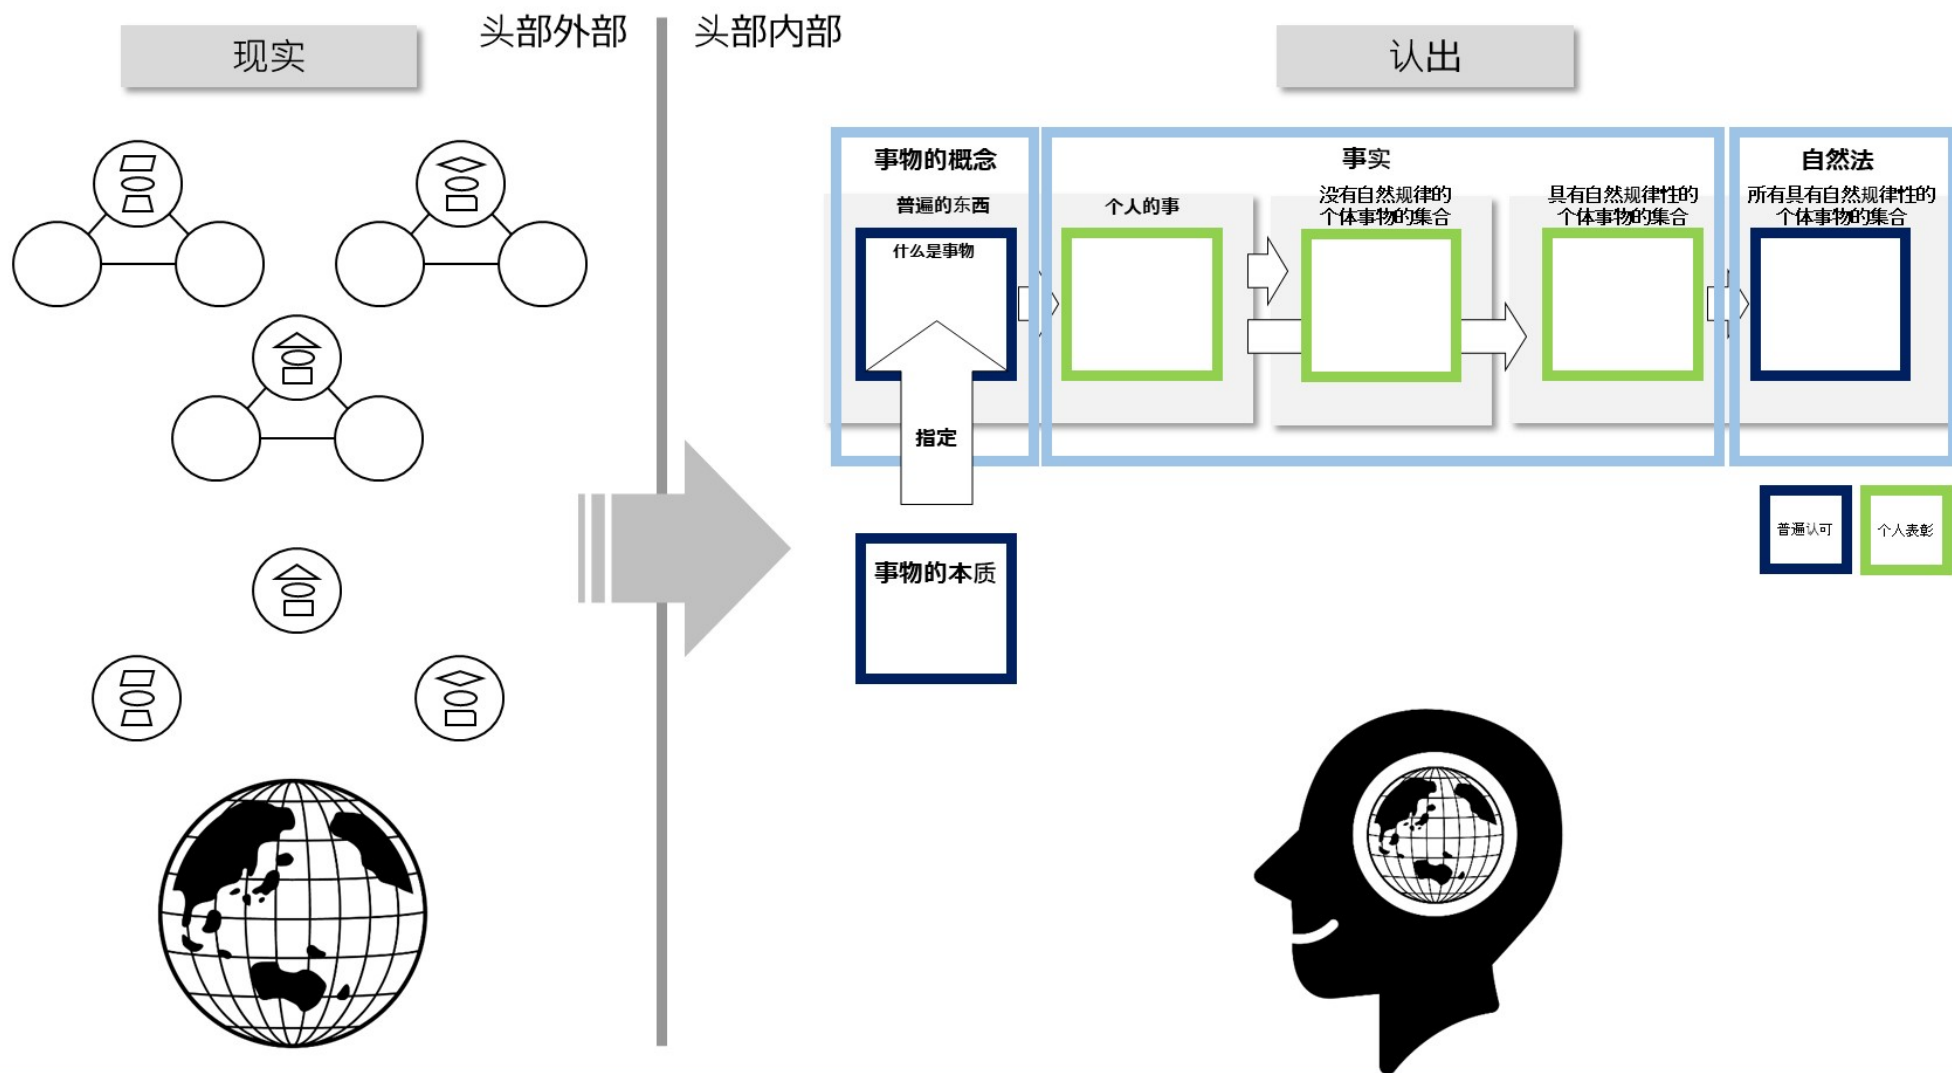 现实
头部外部
头部内部
认出
事物的概念
普遍的东西
什么是事物
指定
事物的本质
事实
个人的事
没有自然规律的
个体事物的集合
具有自然规律性的
个体事物的集合
自然法
所有具有自然规律性的
个体事物的集合
普遍认可
个人表彰